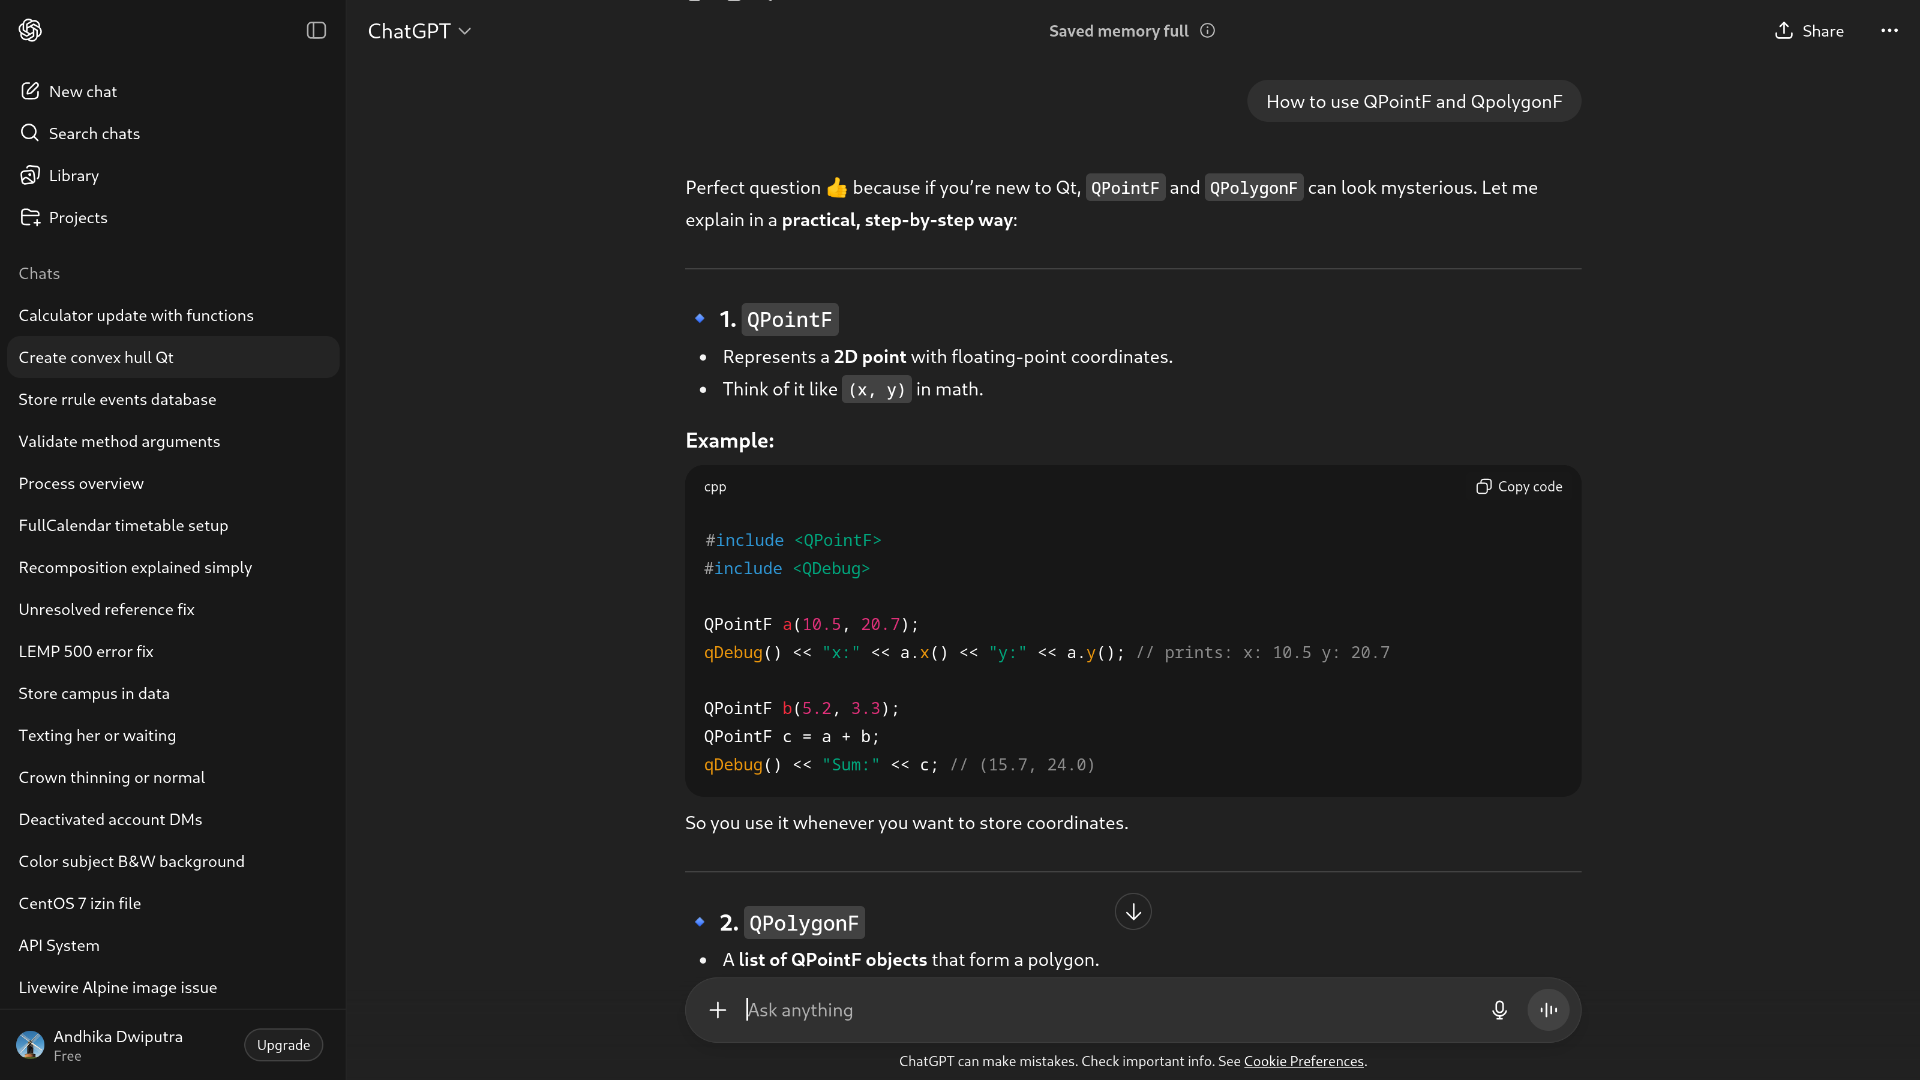 New chat
Search chats
Library
Projects
Chats
Calculator update with functions
Create convex hull Qt
Store rrule events database
Validate method arguments
Process overview
FullCalendar timetable setup
Recomposition explained simply
Unresolved reference fix
LEMP 500 error fix
Store campus in data
Texting her or waiting
Crown thinning or normal
Deactivated account DMs
Color subject B&W background
CentOS 7 izin file
API System
Livewire Alpine image issue
Andhika Dwiputra
Free
Upgrade
ChatGPT
Saved memory full
Share
How to use QPointF and QpolygonF
Perfect question 👍 because if you’re new to Qt, QPointF and QPolygonF can look mysterious. Let me
explain in a practical, step-by-step way:
🔹 1. QPointF
• Represents a 2D point with floating-point coordinates.
• Think of it like (x, y) in math.
Example:
cpp
Copy code
#include <QPointF>
#include <QDebug>
QPointF a(10.5, 20.7);
qDebug() << "x:" << a.x() << "y:" << a.y(); // prints: x: 10.5 y: 20.7
QPointF b(5.2, 3.3);
QPointF c = a + b;
qDebug() << "Sum:" << c; // (15.7, 24.0)
So you use it whenever you want to store coordinates.
🔹 2. QPolygonF
• A list of QPointF objects that form a polygon.
Ask anything
ChatGPT can make mistakes. Check important info. See Cookie Preferences.